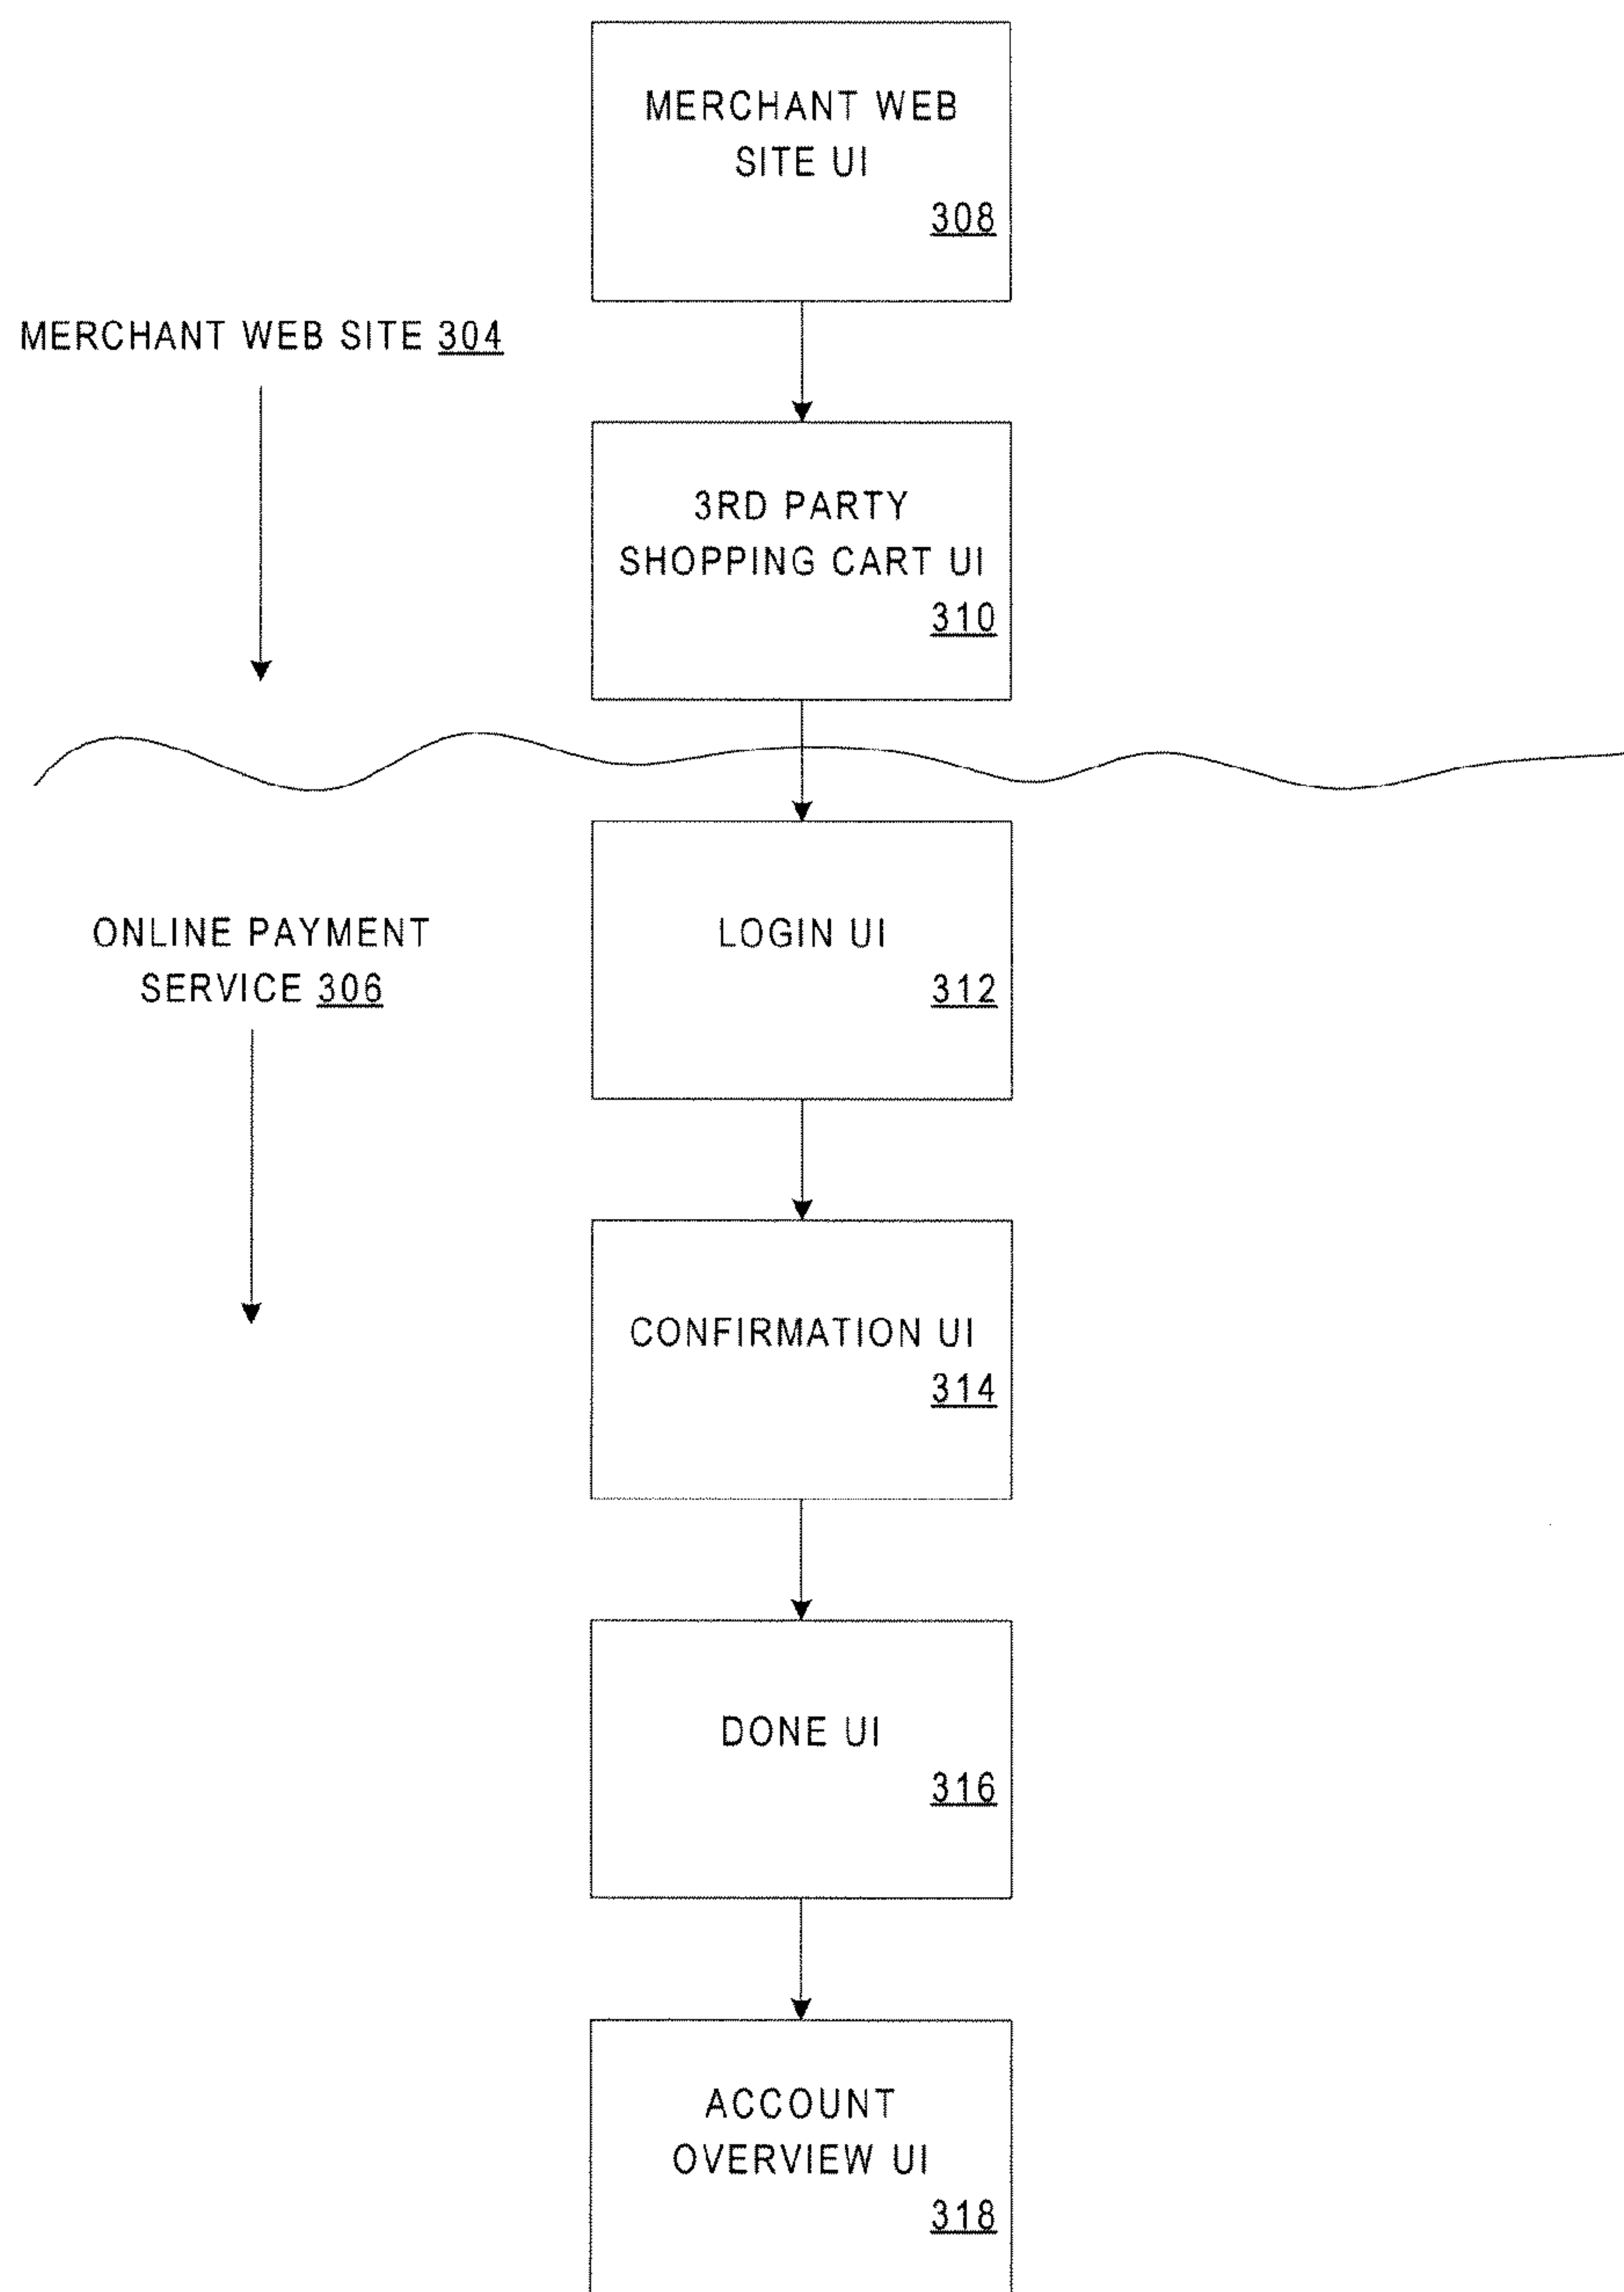 MERCHANT WEB
SITE UI
308
MERCHANT WEB SITE 304
3RD PARTY
SHOPPING CART UI
310
ONLINE PAYMENT
SERVICE 306
LOGIN UI
312
CONFIRMATION UI
314
DONE UI
316
ACCOUNT
OVERVIEW UI
318